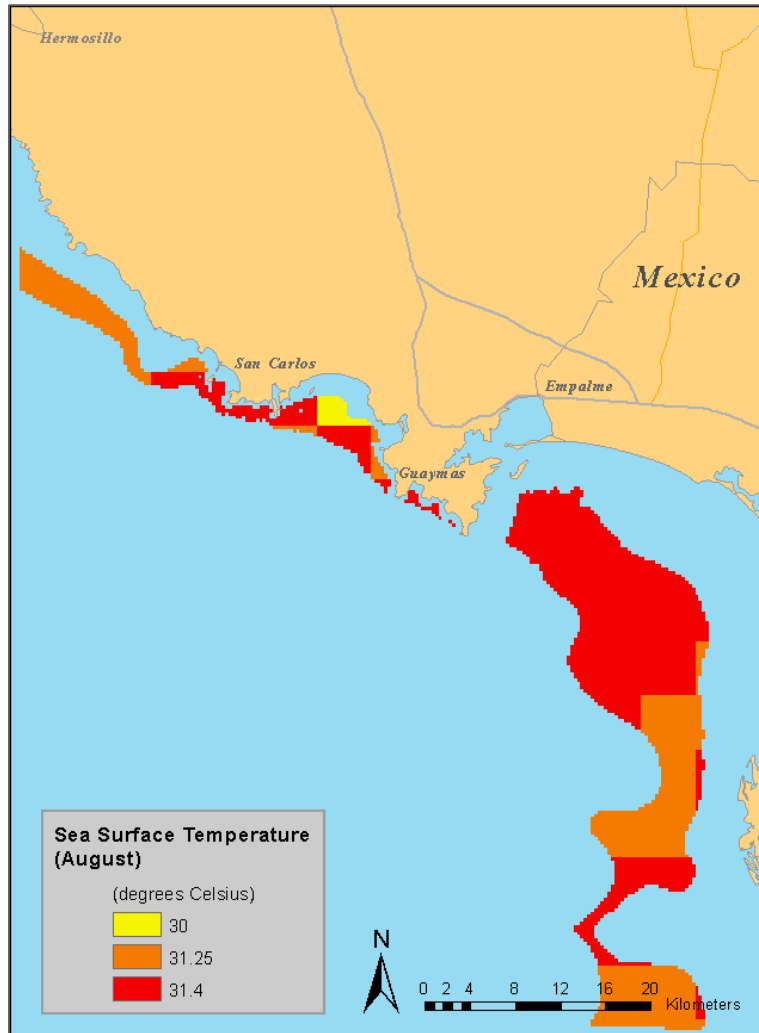 Hermosillo
Mexico
San Carlos
Empalme
Guaymas
Sea Surface Temperature
(August)
(degrees Celsius)
30
31.25
31.4
N
0 2 4 8 12 16 20
Kilometers